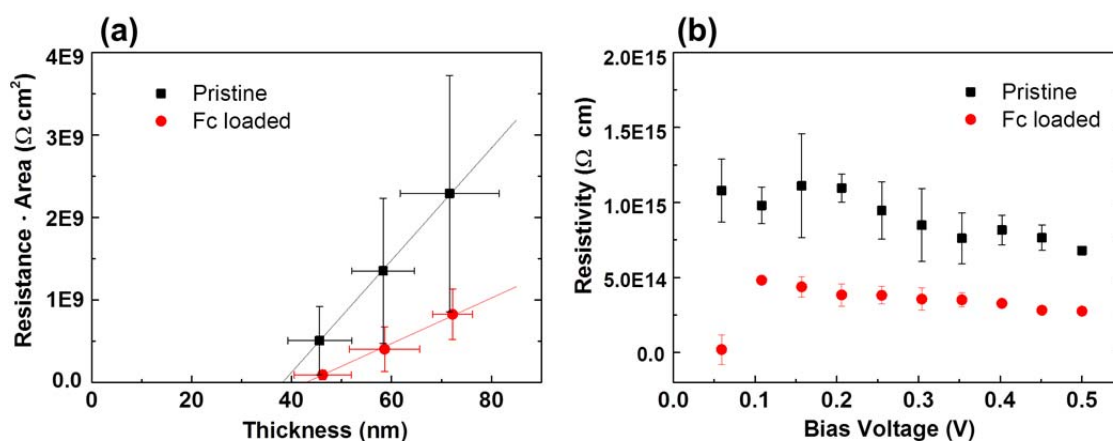 (a)
4E9
3E9
2E9
1E9
0.0
Resistance · Area (Ω cm²)
Pristine
Fc loaded
0 20 40 60 80
Thickness (nm)
(b)
2.0E15
1.5E15
1.0E15
5.0E14
0.0
Resistivity (Ω cm)
Pristine
Fc loaded
0.0 0.1 0.2 0.3 0.4 0.5
Bias Voltage (V)